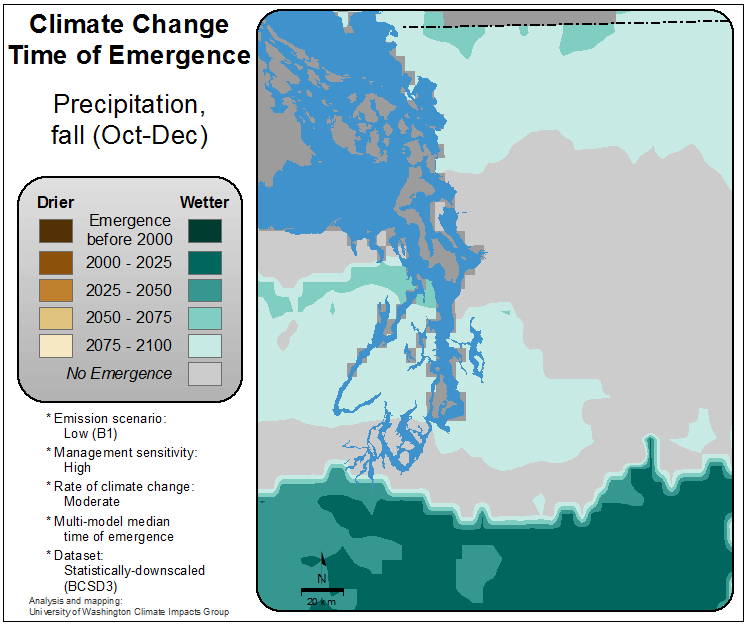 Climate Change
Time of Emergence
Precipitation,
fall (Oct-Dec)
Drier
Wetter
Emergence
before 2000
2000 - 2025
2025 - 2050
2050 - 2075
2075 - 2100
No Emergence
* Emission scenario:
Low (B1)
* Management sensitivity:
High
* Rate of climate change:
Moderate
* Multi-model median
time of emergence
* Dataset:
Statistically-downscaled
(BCSD3)
Analysis and mapping:
University of Washington Climate Impacts Group
N
20 km